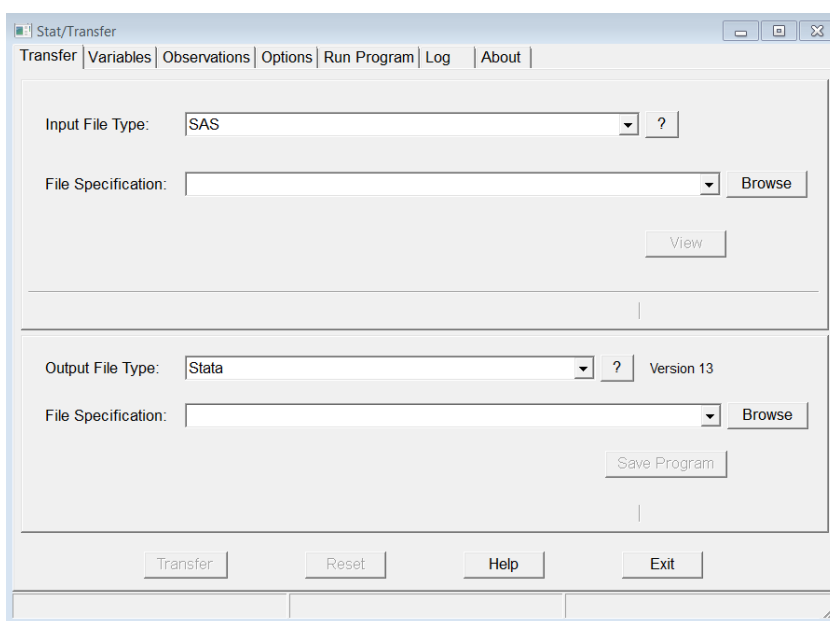 Stat/Transfer
Transfer Variables Observations Options Run Program Log About
Input File Type: SAS ?
File Specification: Browse
View
Output File Type: Stata ? Version 13
File Specification: Browse
Save Program
Transfer Reset Help Exit